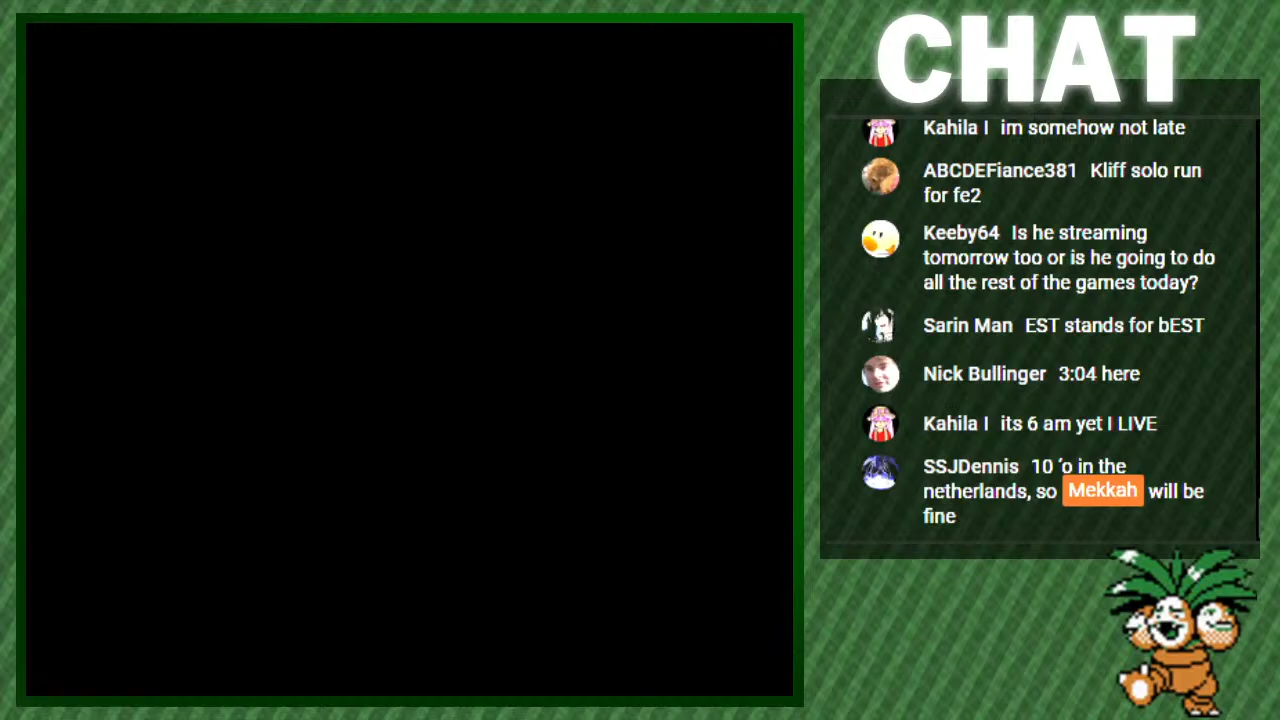 CHAT
Kahila I im somehow not late
ABCDEFiance381 Kliff solo run
for fe2
Keeby64 Is he streaming
tomorrow too or is he going to do
all the rest of the games today?
Sarin Man EST stands for bEST
Nick Bullinger 3:04 here
Kahila I its 6 am yet I LIVE
SSJDennis 10 ’o in the
netherlands, so Mekkah will be
fine